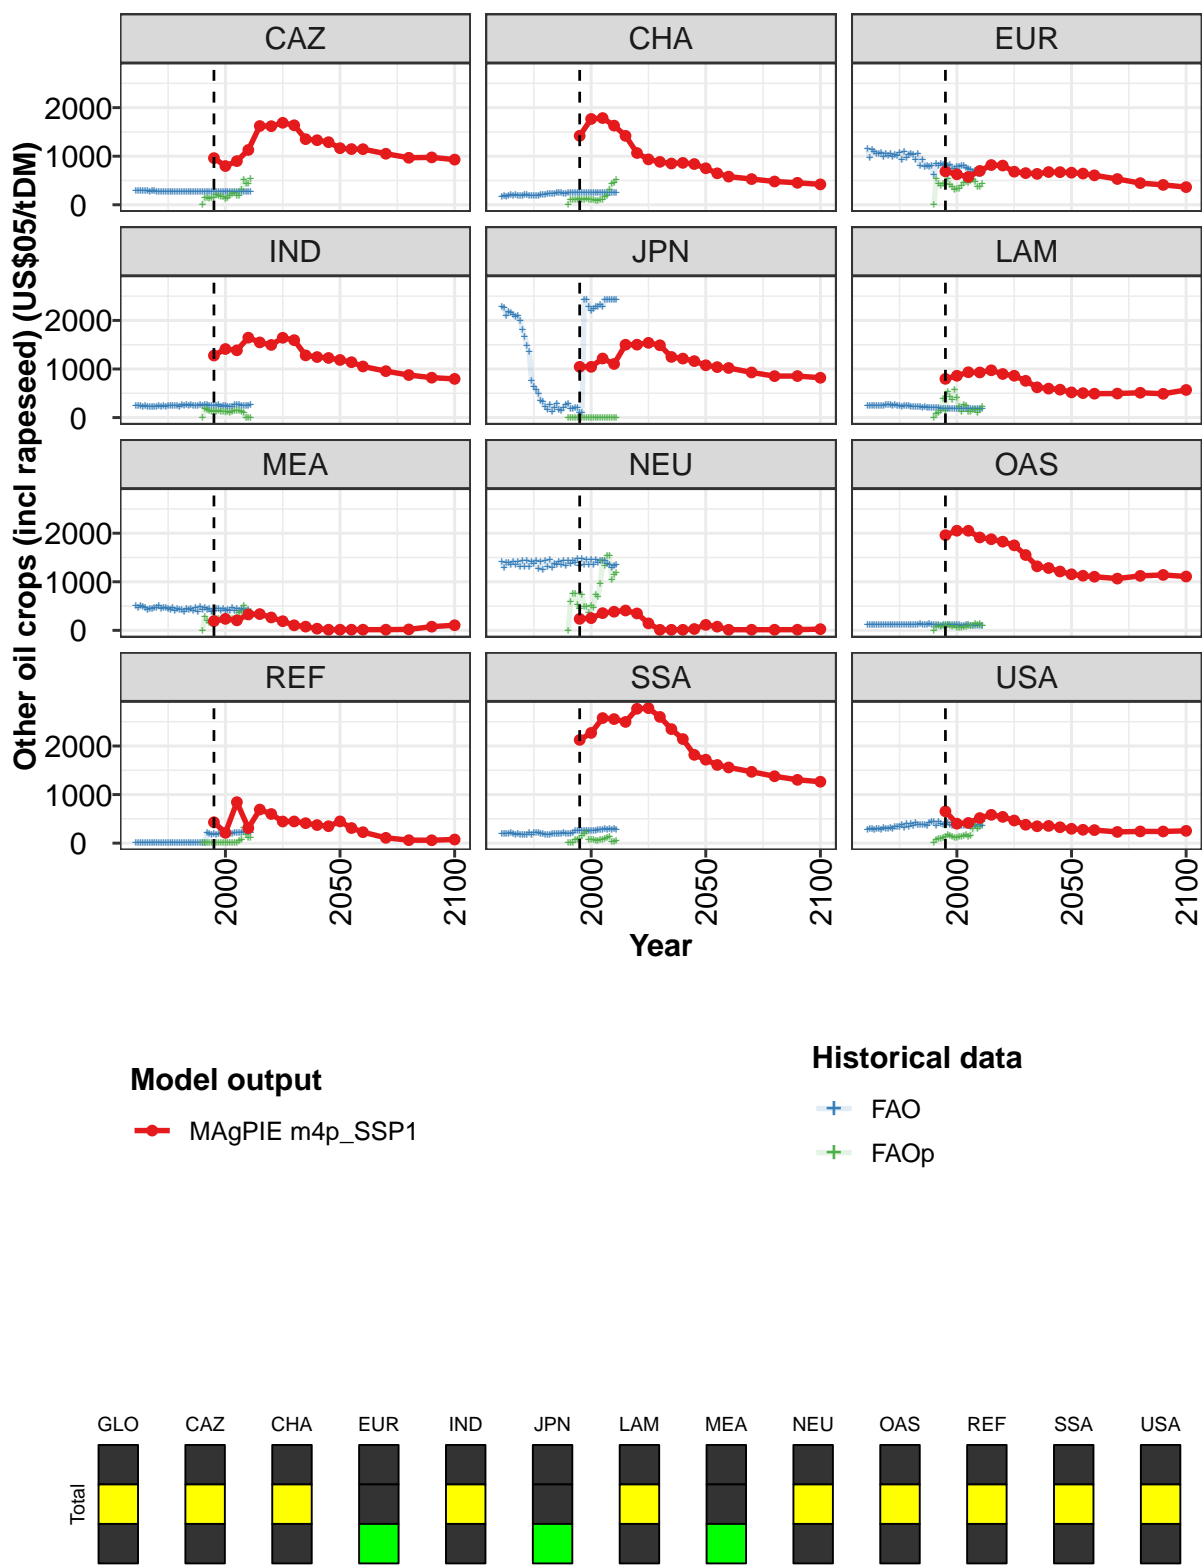 CAZ CHA EUR
2000
1000
0
IND JPN LAM
2000
1000
0
MEA NEU OAS
2000
1000
0
REF SSA USA
2000
1000
0
Other oil crops (incl rapeseed) (US$05/tDM)
2000 2050 2100 2000 2050 2100 2000 2050 2100
Year
Model output
MAgPIE m4p_SSP1
Historical data
FAO
FAOp
GLO CAZ CHA EUR IND JPN LAM MEA NEU OAS REF SSA USA
Total